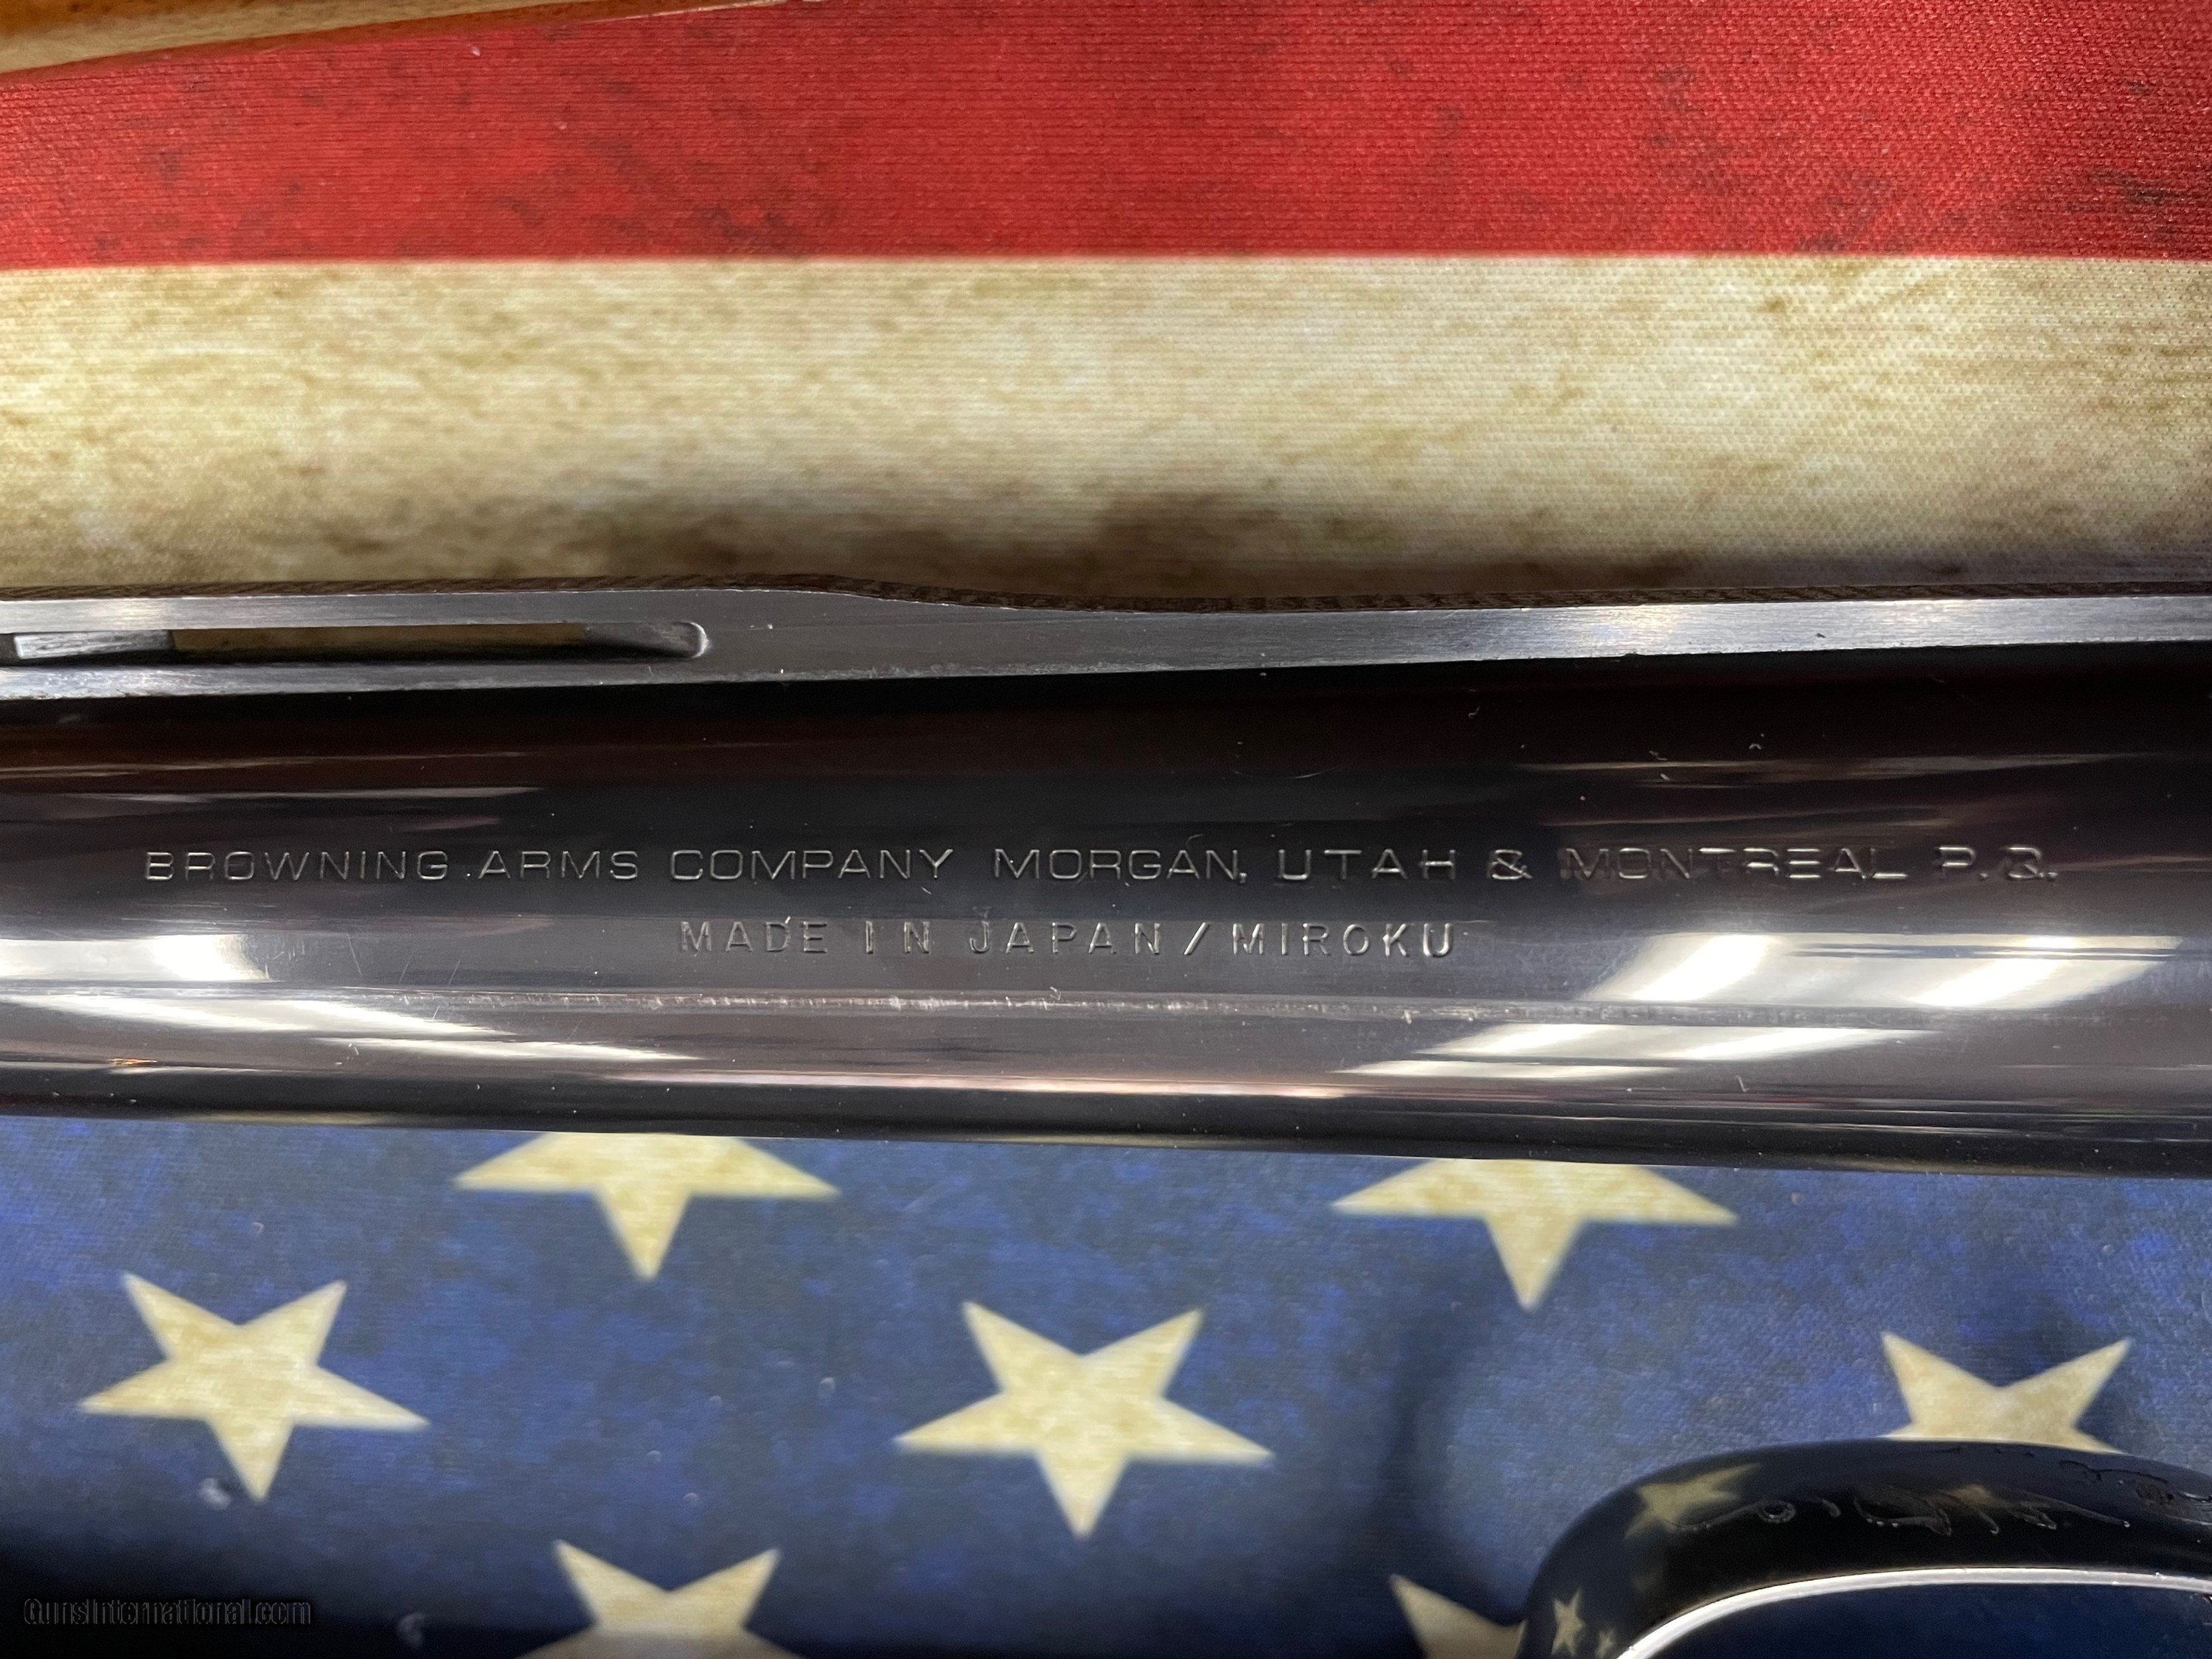 BROWNING ARMS COMPANY MORGAN, UTAH & MONTREAL P.Q.
MADE IN JAPAN/MIROKU
GunsInternational.com